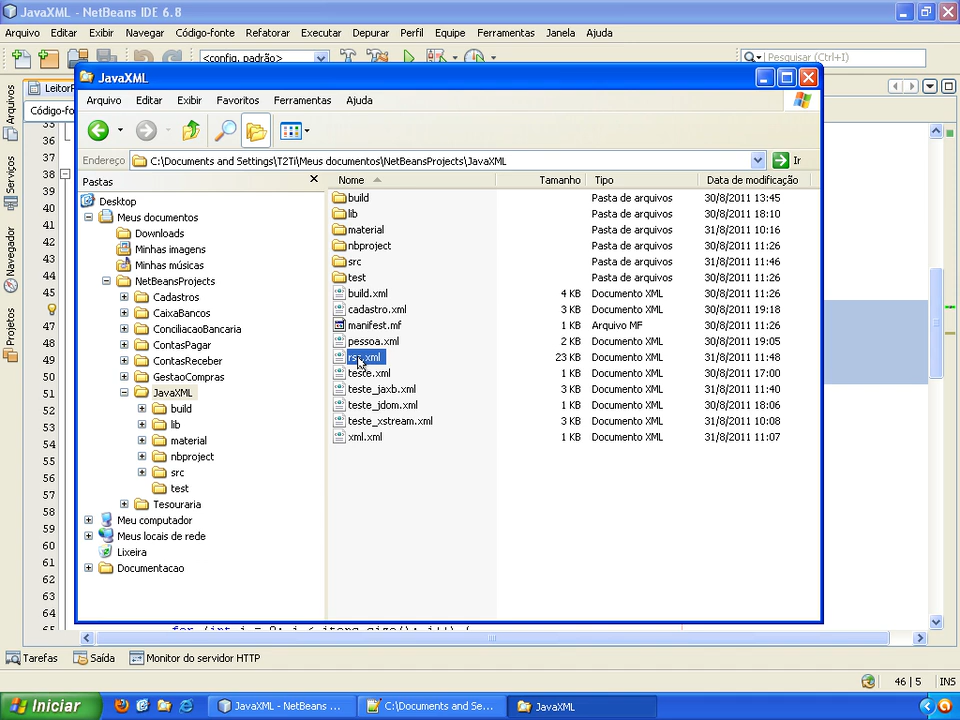 JavaXML - NetBeans IDE 6.8
Arquivo Editar Exibir Navegar Código-fonte Refatorar Executar Depurar Perfil Equipe Ferramentas Janela Ajuda
<config. padrão>
Pesquisar (Ctrl+I)
Arquivos
Serviços
Navegador
Projetos
Código-fo
36
37
38
39
40
41
42
43
44
45
46
47
48
49
50
51
52
53
54
55
56
57
58
59
60
61
62
63
64
JavaXML
Arquivo Editar Exibir Favoritos Ferramentas Ajuda
Endereço C:\Documents and Settings\T2Ti\Meus documentos\NetBeansProjects\JavaXML Ir
Pastas
Desktop
Meus documentos
Downloads
Minhas imagens
Minhas músicas
NetBeansProjects
Cadastros
CaixaBancos
ConciliacaoBancaria
ContasPagar
ContasReceber
GestaoCompras
JavaXML
build
lib
material
nbproject
src
test
Tesouraria
Meu computador
Meus locais de rede
Lixeira
Documentacao
Nome Tamanho Tipo Data de modificação
build Pasta de arquivos 30/8/2011 13:45
lib Pasta de arquivos 30/8/2011 18:10
material Pasta de arquivos 31/8/2011 10:16
nbproject Pasta de arquivos 30/8/2011 11:26
src Pasta de arquivos 31/8/2011 11:46
test Pasta de arquivos 30/8/2011 11:26
build.xml 4 KB Documento XML 30/8/2011 11:26
cadastro.xml 3 KB Documento XML 30/8/2011 19:18
manifest.mf 1 KB Arquivo MF 30/8/2011 11:26
pessoa.xml 2 KB Documento XML 30/8/2011 19:05
rss.xml 23 KB Documento XML 31/8/2011 11:48
teste.xml 1 KB Documento XML 30/8/2011 17:00
teste_jaxb.xml 3 KB Documento XML 31/8/2011 11:40
teste_jdom.xml 1 KB Documento XML 30/8/2011 18:06
teste_xstream.xml 3 KB Documento XML 31/8/2011 10:08
xml.xml 1 KB Documento XML 31/8/2011 11:07
Tarefas Saída Monitor do servidor HTTP
46 | 5 INS
Iniciar JavaXML - NetBeans ... C:\Documents and Se... JavaXML